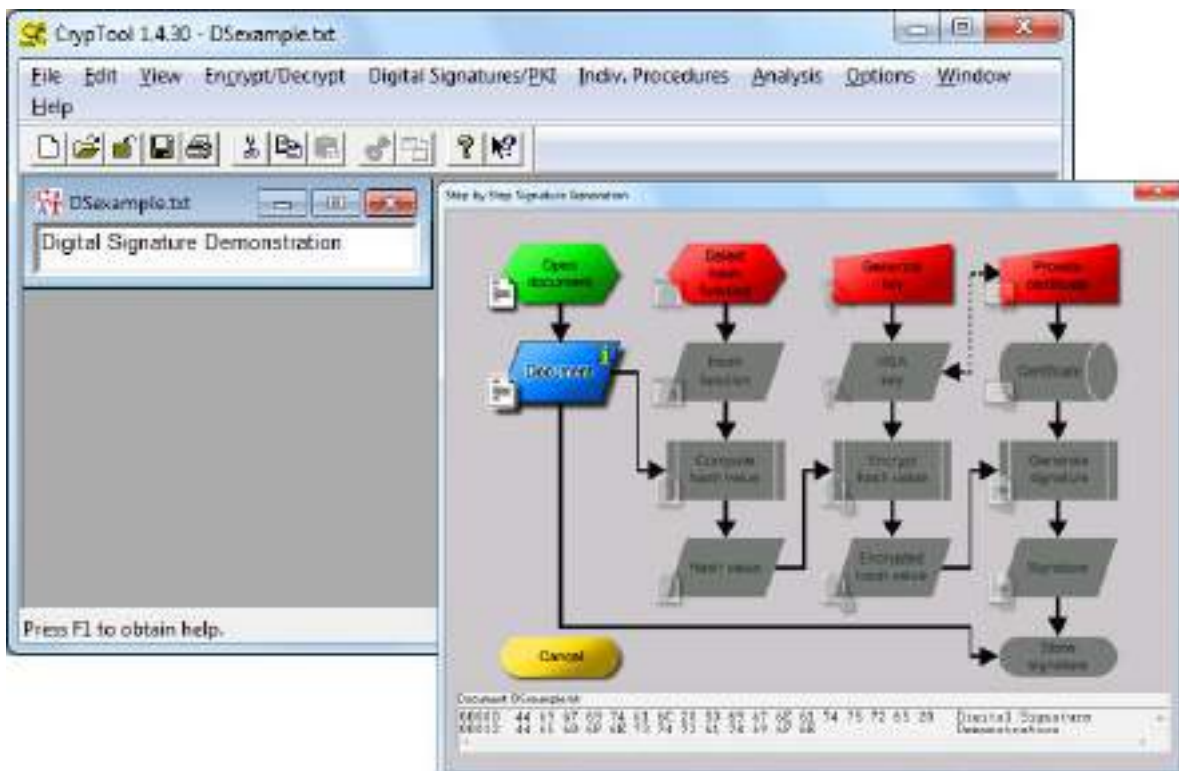 CrypTool 1.4.30 - DSexample.txt
File Edit View Encrypt/Decrypt Digital Signatures/PKI Indiv. Procedures Analysis Options Window
Help
DSexample.txt
Digital Signature Demonstration
Step by Step Signature Generation
Open
document
Select
hash
function
Generate
key
Provide
certificate
Document
Hash
function
RSA
key
Certificate
Compute
hash value
Encrypt
hash value
Generate
signature
Hash value
Encrypted
hash value
Signature
Store
signature
Cancel
Press F1 to obtain help.
Document: DSexample.txt
Digital Signature
Demonstration